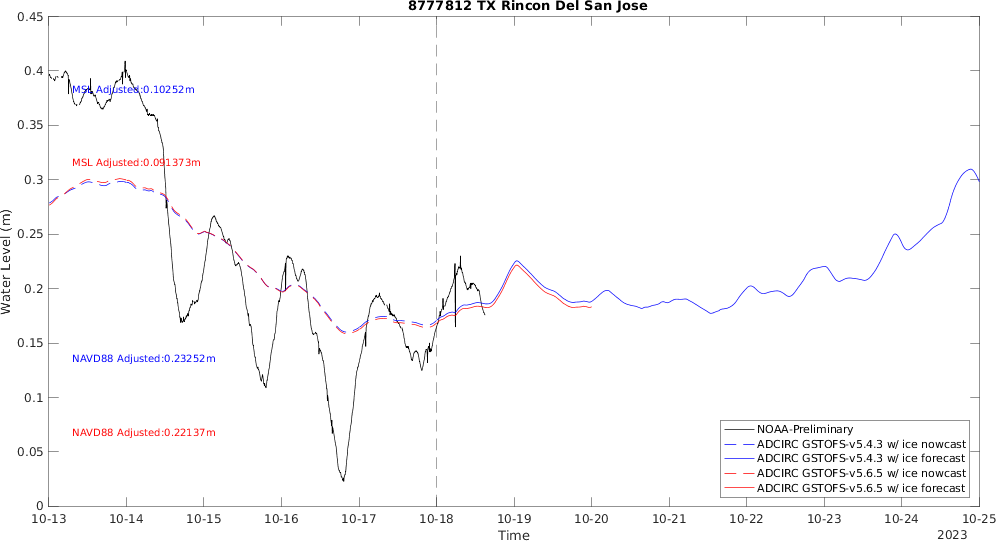 8777812 TX Rincon Del San Jose
0.45
0.4
0.35
0.3
0.25
0.2
0.15
0.1
0.05
0
Water Level (m)
MSL Adjusted:0.10252m
MSL Adjusted:0.091373m
NAVD88 Adjusted:0.23252m
NAVD88 Adjusted:0.22137m
NOAA-Preliminary
ADCIRC GSTOFS-v5.4.3 w/ ice nowcast
ADCIRC GSTOFS-v5.4.3 w/ ice forecast
ADCIRC GSTOFS-v5.6.5 w/ ice nowcast
ADCIRC GSTOFS-v5.6.5 w/ ice forecast
10-13 10-14 10-15 10-16 10-17 10-18 10-19 10-20 10-21 10-22 10-23 10-24 10-25
Time
2023